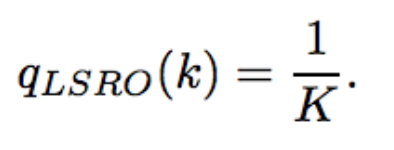 q_{LSRO}(k) = \frac{1}{K}.